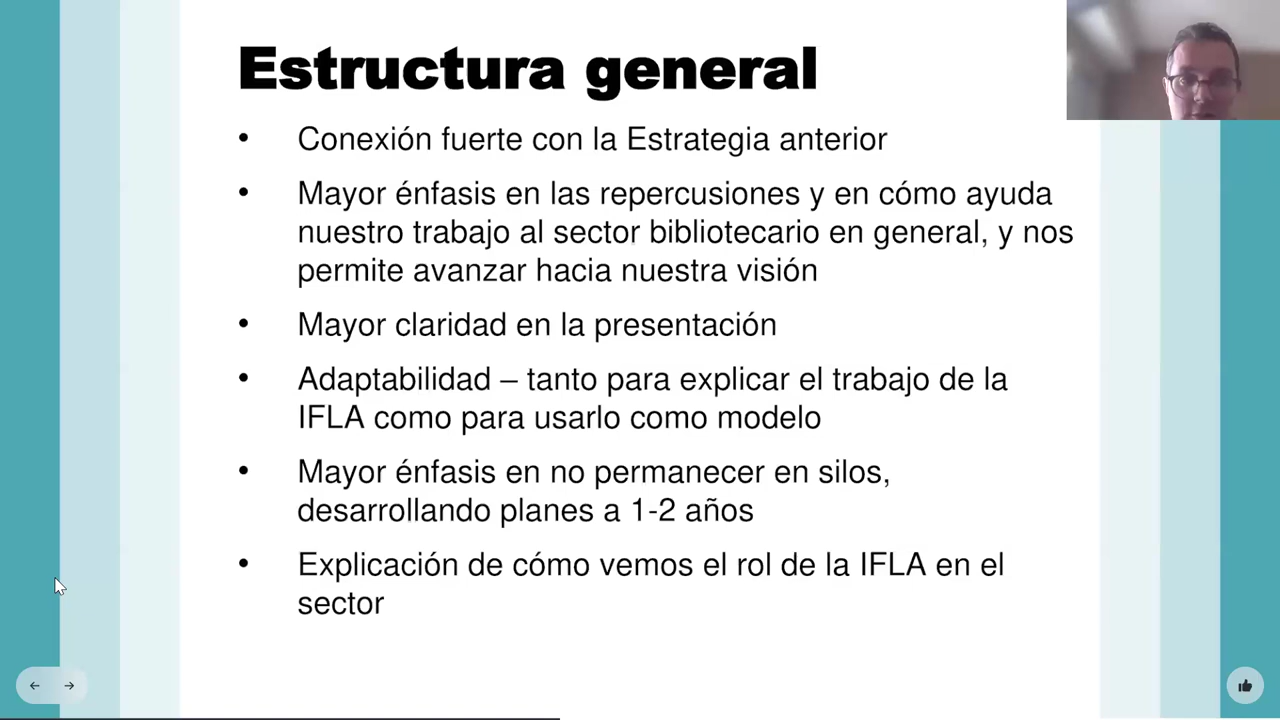 Estructura general
• Conexión fuerte con la Estrategia anterior
• Mayor énfasis en las repercusiones y en cómo ayuda
nuestro trabajo al sector bibliotecario en general, y nos
permite avanzar hacia nuestra visión
• Mayor claridad en la presentación
• Adaptabilidad – tanto para explicar el trabajo de la
IFLA como para usarlo como modelo
• Mayor énfasis en no permanecer en silos,
desarrollando planes a 1-2 años
• Explicación de cómo vemos el rol de la IFLA en el
sector